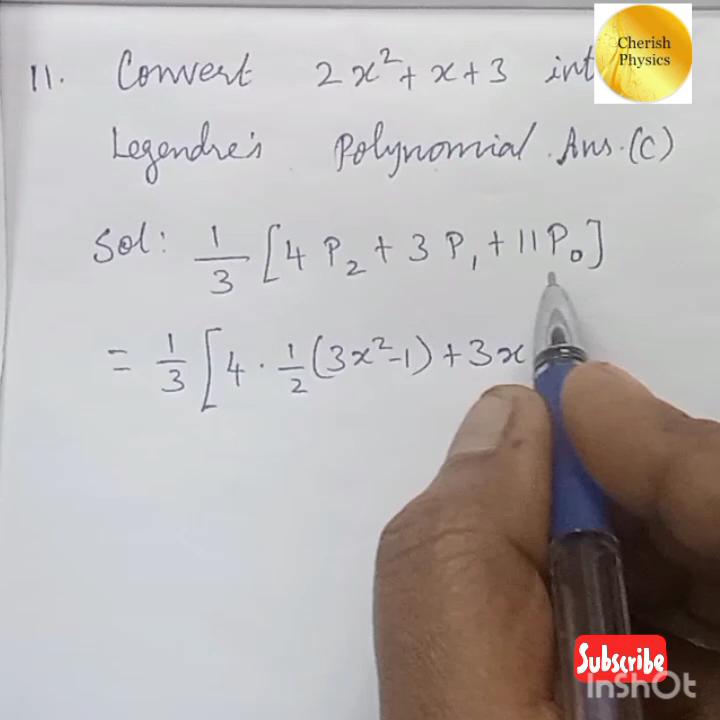 Cherish
Physics
11. Convert 2x² + x + 3 int
Legendre's Polynomial. Ans. (C)
Sol: 1/3 [4 P₂ + 3 P₁ + 11 P₀]
= 1/3 [4 · 1/2 (3x² - 1) + 3x
Subscribe
InShOt